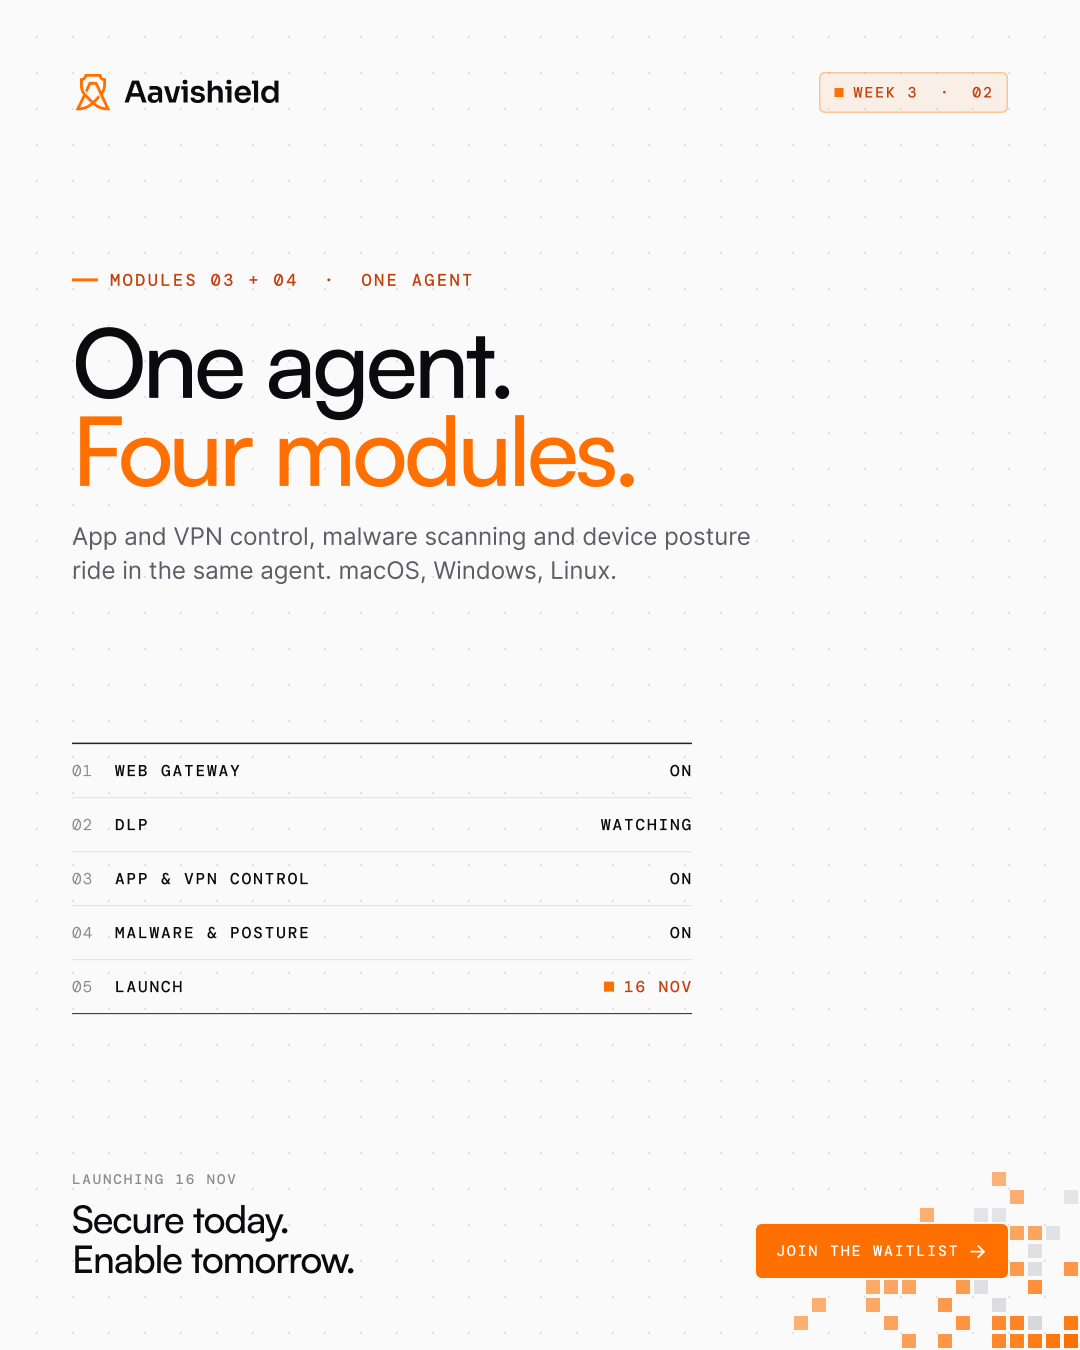 Aavishield
WEEK 3 · 02
MODULES 03 + 04 · ONE AGENT
One agent.
Four modules.
App and VPN control, malware scanning and device posture
ride in the same agent. macOS, Windows, Linux.
01 WEB GATEWAY ON
02 DLP WATCHING
03 APP & VPN CONTROL ON
04 MALWARE & POSTURE ON
05 LAUNCH 16 NOV
LAUNCHING 16 NOV
Secure today.
Enable tomorrow.
JOIN THE WAITLIST →